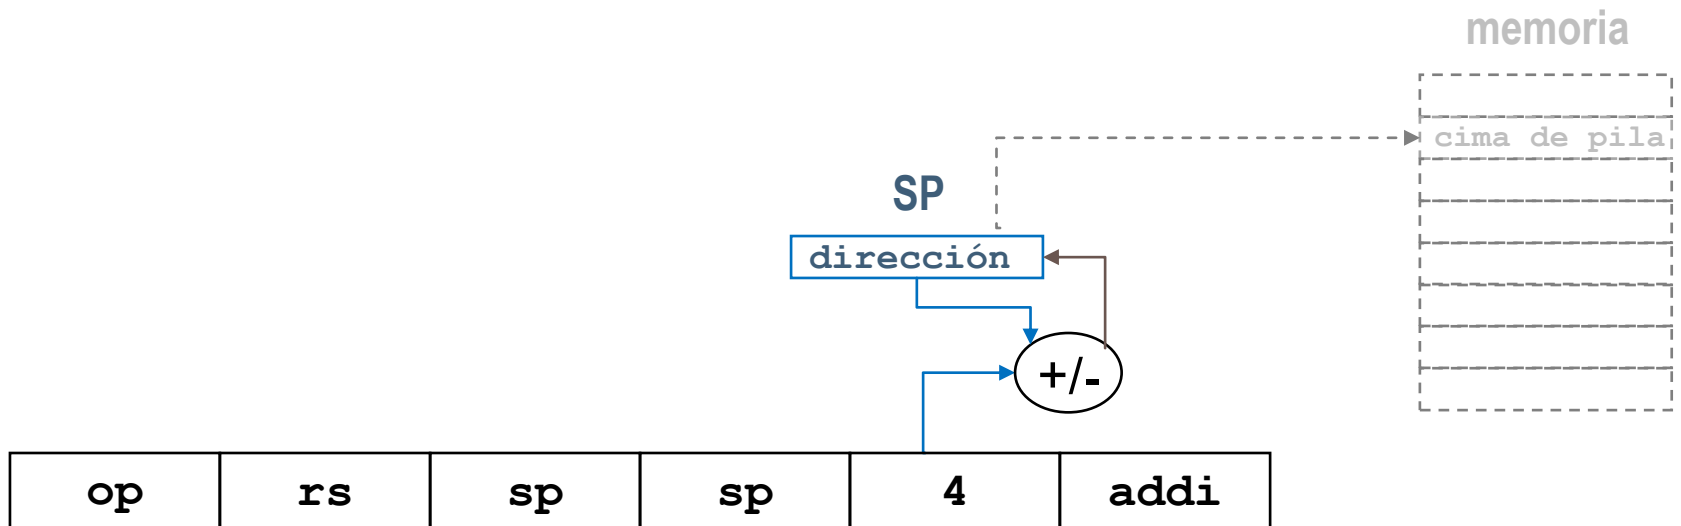 memoria
cima de pila
SP
dirección
+/-
op rs sp sp 4 addi